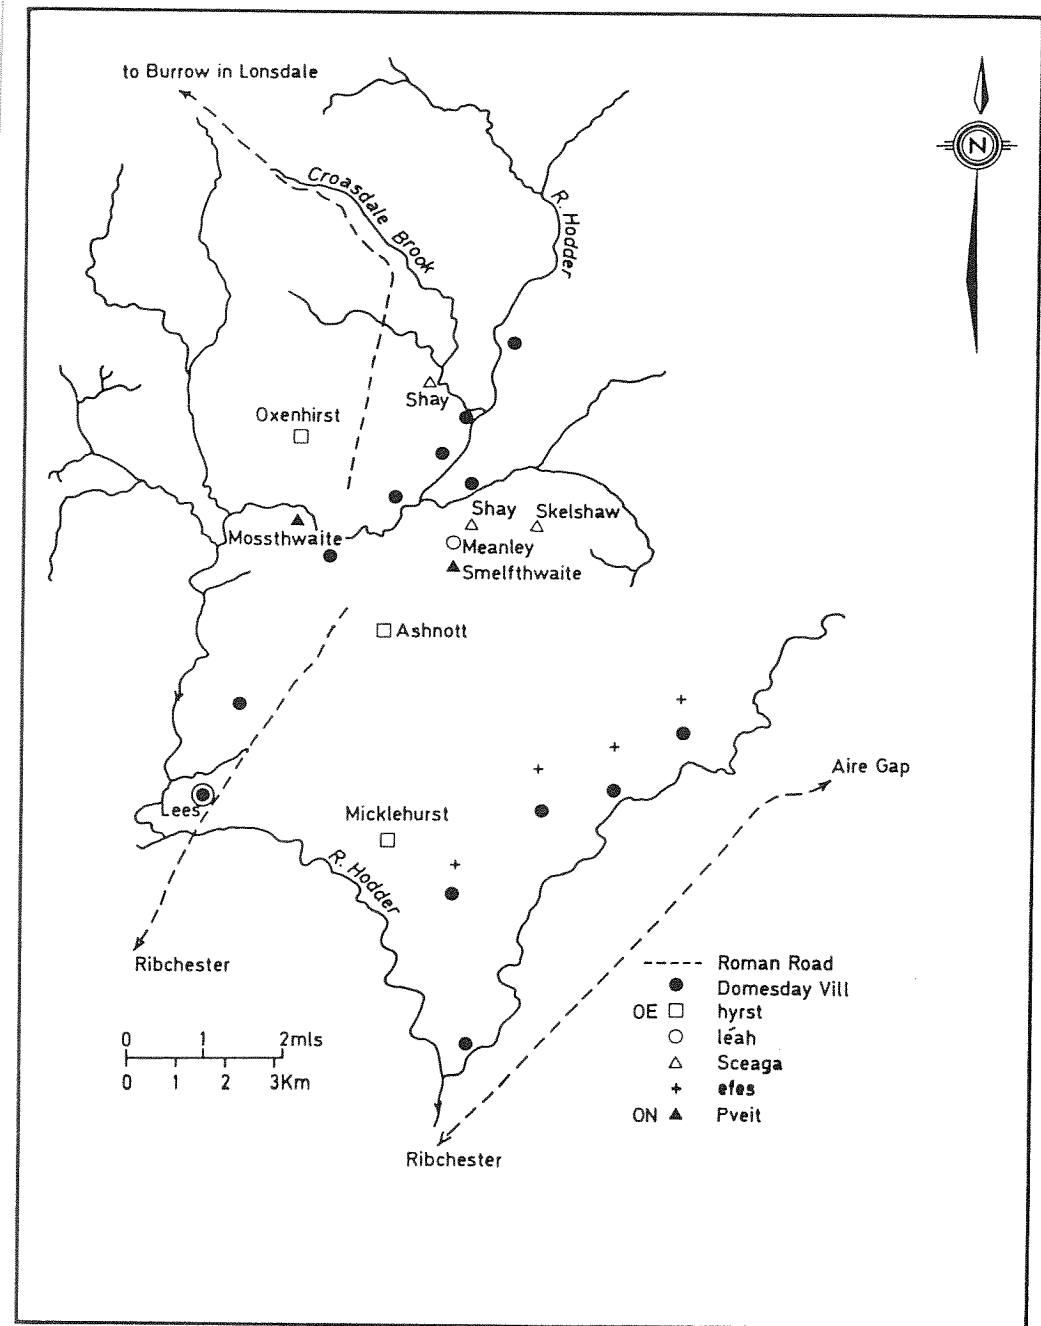 to Burrow in Lonsdale
N
Croasdale Brook
R. Hodder
Shay
Oxenhirst
Shay
Skelshaw
Mossthwaite
Meanley
Smelfthwaite
Ashnott
Aire Gap
Lees
Micklehurst
R. Hodder
Ribchester
Roman Road
Domesday Vill
OE hyrst
léah
Sceaga
efes
ON Pveit
0 1 2mls
0 1 2 3Km
Ribchester